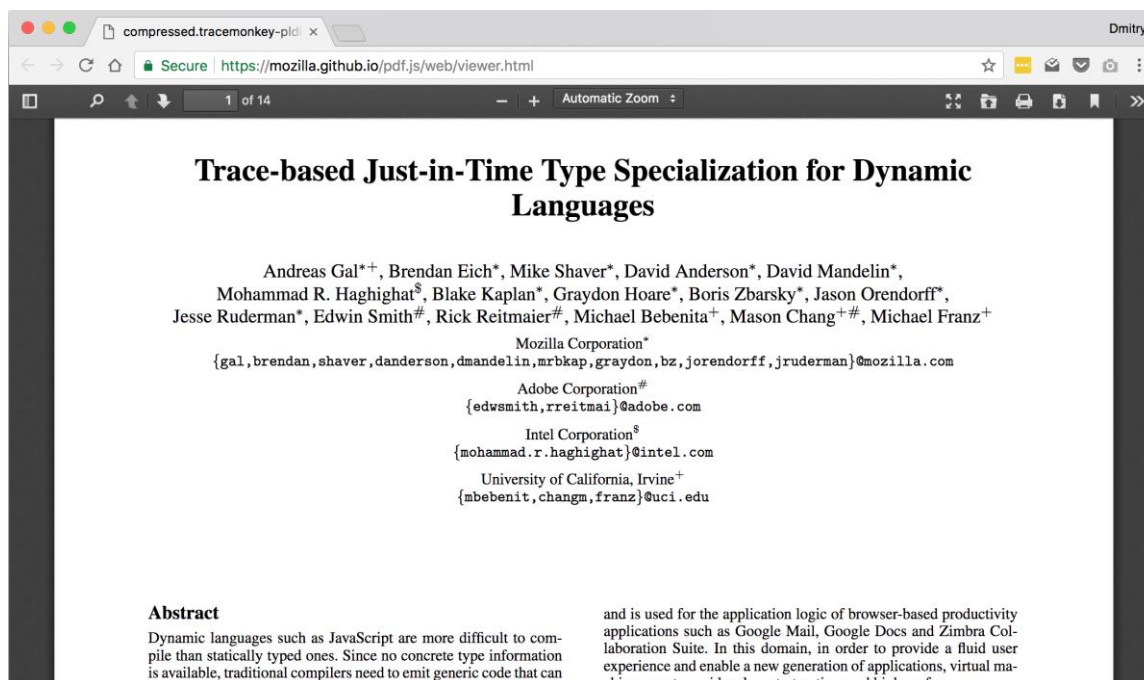 compressed.tracemonkey-pld
Dmitry
Secure https://mozilla.github.io/pdf.js/web/viewer.html
1 of 14
Automatic Zoom
Trace-based Just-in-Time Type Specialization for Dynamic
Languages
Andreas Gal*+, Brendan Eich*, Mike Shaver*, David Anderson*, David Mandelin*,
Mohammad R. Haghighat$, Blake Kaplan*, Graydon Hoare*, Boris Zbarsky*, Jason Orendorff*,
Jesse Ruderman*, Edwin Smith#, Rick Reitmaier#, Michael Bebenita+, Mason Chang+#, Michael Franz+
Mozilla Corporation*
{gal,brendan,shaver,danderson,dmandelin,mrbkap,graydon,bz,jorendorff,jruderman}@mozilla.com
Adobe Corporation#
{edwsmith,rreitmai}@adobe.com
Intel Corporation$
{mohammad.r.haghighat}@intel.com
University of California, Irvine+
{mbebenit,changm,franz}@uci.edu
Abstract
Dynamic languages such as JavaScript are more difficult to com-
pile than statically typed ones. Since no concrete type information
is available, traditional compilers need to emit generic code that can
and is used for the application logic of browser-based productivity
applications such as Google Mail, Google Docs and Zimbra Col-
laboration Suite. In this domain, in order to provide a fluid user
experience and enable a new generation of applications, virtual ma-